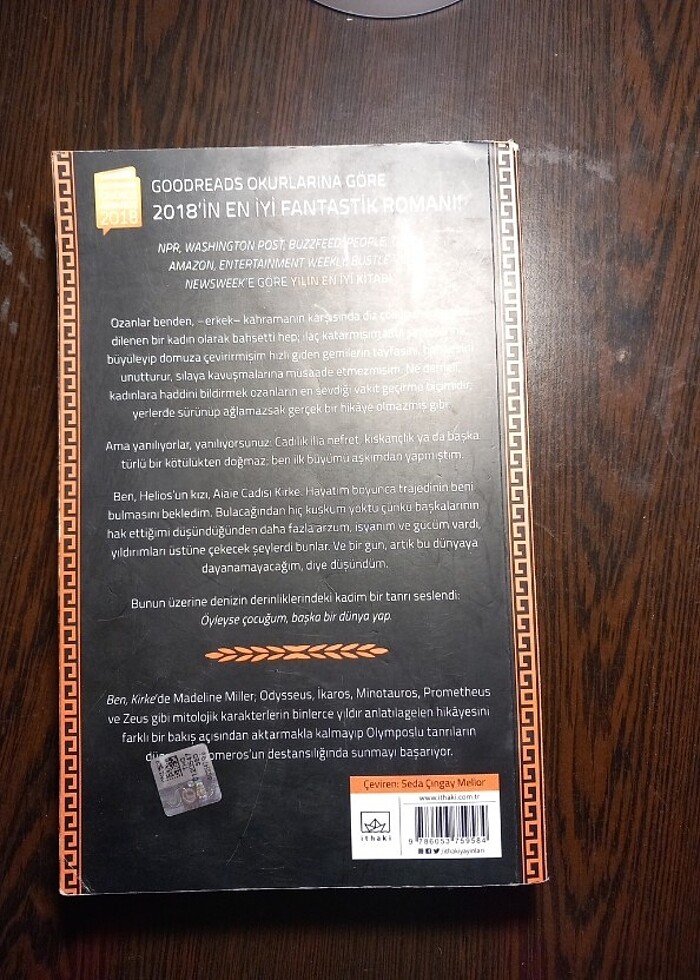 2018
GOODREADS OKURLARINA GÖRE
2018'İN EN İYİ FANTASTİK ROMANI!
NPR, WASHINGTON POST, BUZZFEED, PEOPLE,
AMAZON, ENTERTAINMENT WEEKLY, BUSTLE
NEWSWEEK'E GÖRE YILIN EN İYİ KİTABI
Ozanlar benden, –erkek– kahramanın karşısında diz
dilenen bir kadın olarak bahsetti hep; ilaç katarmışım
büyüleyip domuza çevirirmişim hızlı giden gemilerin tayfasını,
unutturur, sılaya kavuşmalarına müsaade etmezmişim. Ne
kadınlara haddini bildirmek ozanların en sevdiği vakit geçirme biçimidir,
yerlerde sürünüp ağlamazsak gerçek bir hikâye olmazmış gibi.
Ama yanılıyorlar, yanılıyorsunuz: Cadılık illa nefret, kıskançlık ya da başka
türlü bir kötülükten doğmaz; ben ilk büyümü aşkımdan yapmıştım.
Ben, Helios'un kızı, Aiaie Cadısı Kirke. Hayatım boyunca trajedinin beni
bulmasını bekledim. Bulacağından hiç kuşkum yoktu çünkü başkalarının
hak ettiğimi düşündüğünden daha fazla arzum, isyanım ve gücüm vardı,
yıldırımları üstüne çekecek şeylerdi bunlar. Ve bir gün, artık bu dünyaya
dayanamayacağım, diye düşündüm.
Bunun üzerine denizin derinliklerindeki kadim bir tanrı seslendi:
Öyleyse çocuğum, başka bir dünya yap.
Ben, Kirke'de Madeline Miller; Odysseus, İkaros, Minotauros, Prometheus
ve Zeus gibi mitolojik karakterlerin binlerce yıldır anlatılagelen hikâyesini
farklı bir bakış açısından aktarmakla kalmayıp Olymposlu tanrıların
destansılığında sunmayı başarıyor.
Çeviren: Seda Çıngay Mellor
www.ithaki.com.tr
ithaki
9 786053 759584
/ithakiyayinlari